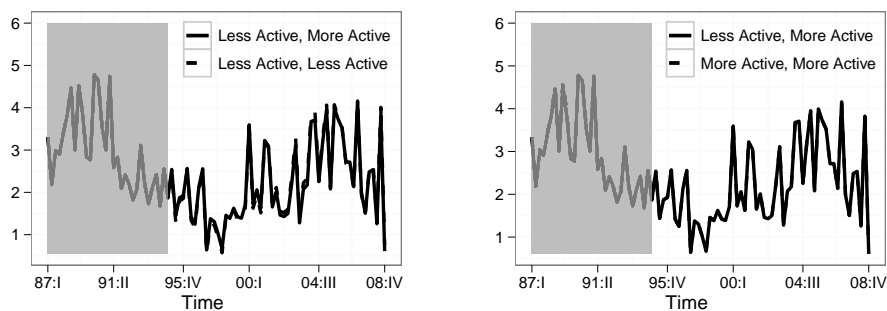 6
5
4
3
2
1
Less Active, More Active
Less Active, Less Active
87:I 91:II 95:IV 00:I 04:III 08:IV
Time
6
5
4
3
2
1
Less Active, More Active
More Active, More Active
87:I 91:II 95:IV 00:I 04:III 08:IV
Time